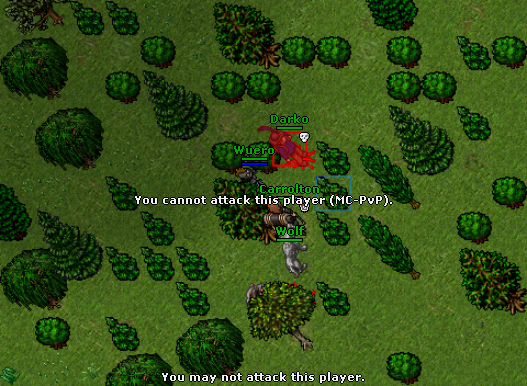 Darko
Wuero
Carrolton
You cannot attack this player (MC-PvP).
Wolf
You may not attack this player.